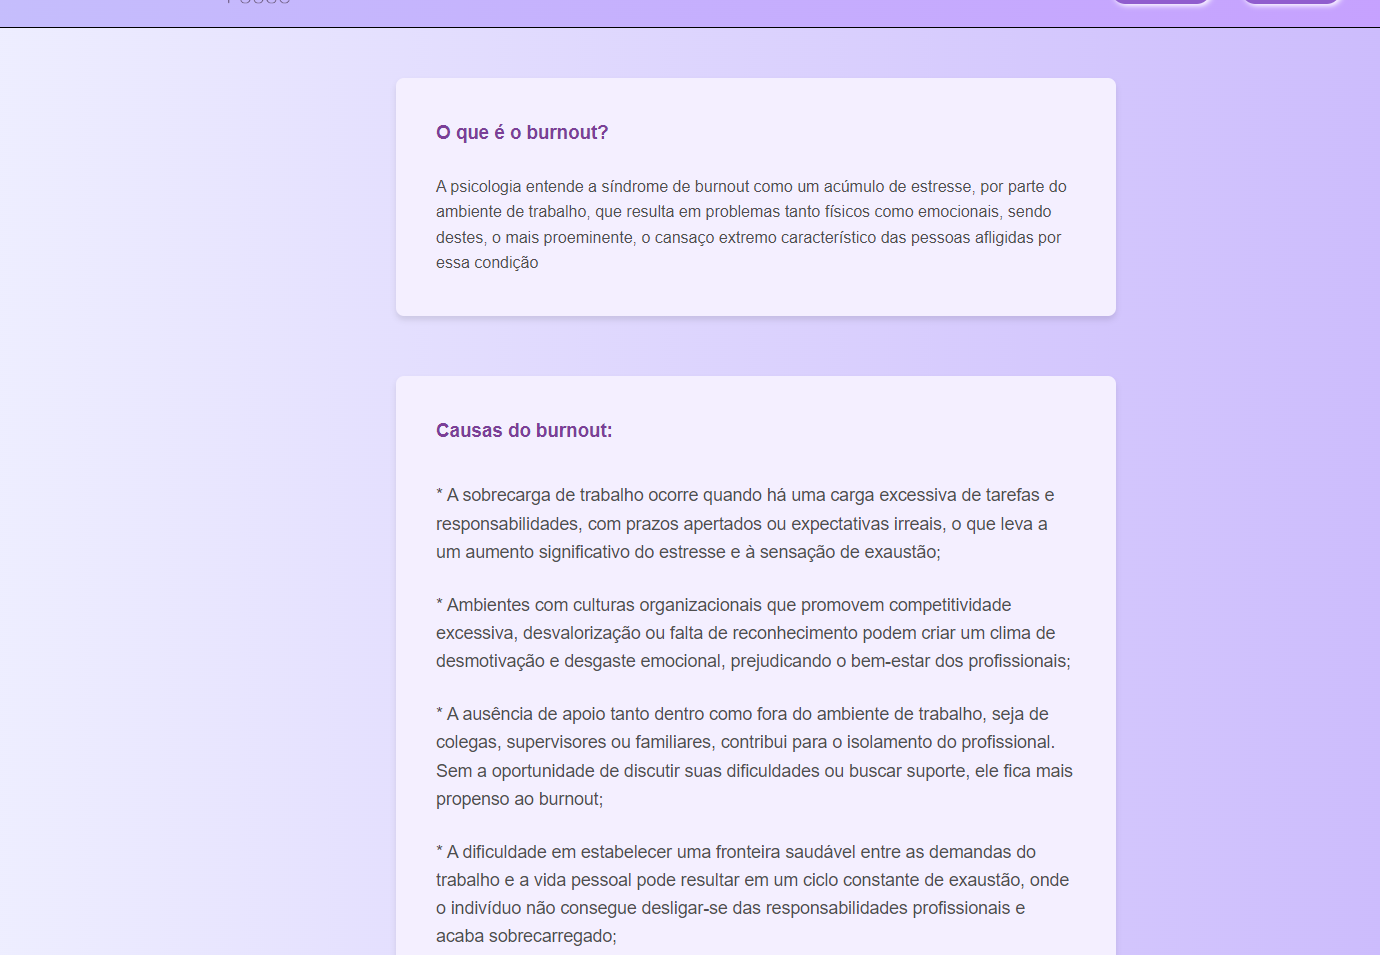 O que é o burnout?
A psicologia entende a síndrome de burnout como um acúmulo de estresse, por parte do
ambiente de trabalho, que resulta em problemas tanto físicos como emocionais, sendo
destes, o mais proeminente, o cansaço extremo característico das pessoas afligidas por
essa condição
Causas do burnout:
* A sobrecarga de trabalho ocorre quando há uma carga excessiva de tarefas e
responsabilidades, com prazos apertados ou expectativas irreais, o que leva a
um aumento significativo do estresse e à sensação de exaustão;
* Ambientes com culturas organizacionais que promovem competitividade
excessiva, desvalorização ou falta de reconhecimento podem criar um clima de
desmotivação e desgaste emocional, prejudicando o bem-estar dos profissionais;
* A ausência de apoio tanto dentro como fora do ambiente de trabalho, seja de
colegas, supervisores ou familiares, contribui para o isolamento do profissional.
Sem a oportunidade de discutir suas dificuldades ou buscar suporte, ele fica mais
propenso ao burnout;
* A dificuldade em estabelecer uma fronteira saudável entre as demandas do
trabalho e a vida pessoal pode resultar em um ciclo constante de exaustão, onde
o indivíduo não consegue desligar-se das responsabilidades profissionais e
acaba sobrecarregado;